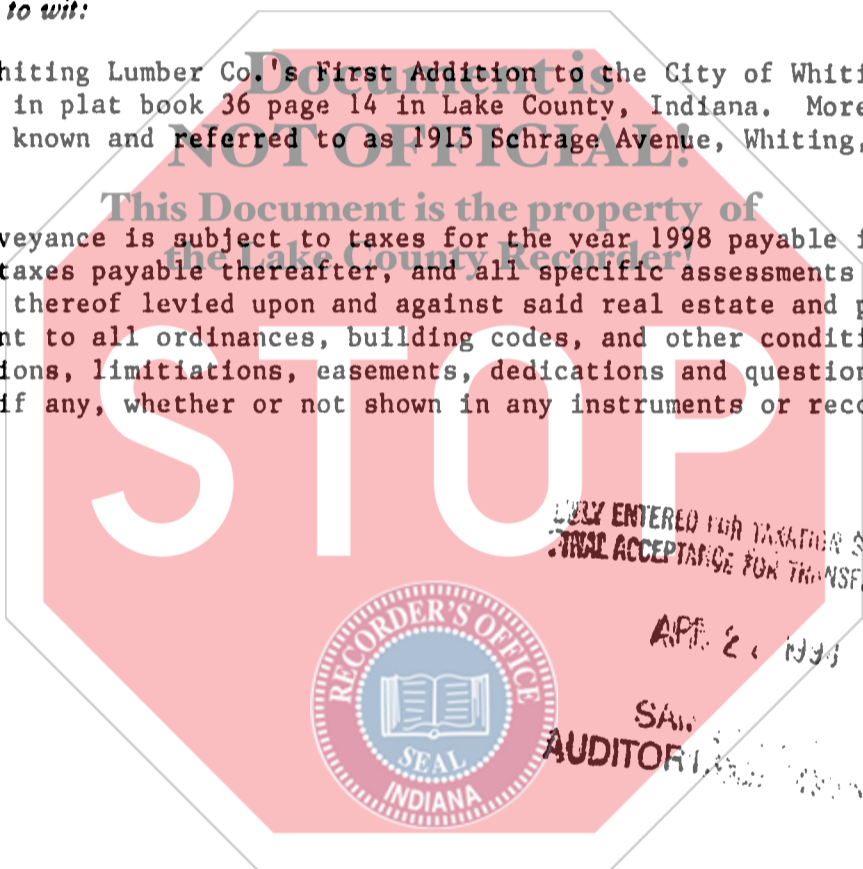 to wit:
hiting Lumber Co.'s First Addition to the City of Whiti
in plat book 36 page 14 in Lake County, Indiana. More
known and referred to as 1915 Schrage Avenue, Whiting,
Document is
NOT OFFICIAL!
This Document is the property of
the Lake County Recorder!
veyance is subject to taxes for the year 1998 payable i
taxes payable thereafter, and all specific assessments
thereof levied upon and against said real estate and p
nt to all ordinances, building codes, and other conditi
ions, limitiations, easements, dedications and question
if any, whether or not shown in any instruments or reco
STOP
ENTERED FOR TAXATION S
FINAL ACCEPTANCE FOR TRANSF
APR 2
SAM
AUDITOR
RECORDER'S OFFICE
SEAL
INDIANA